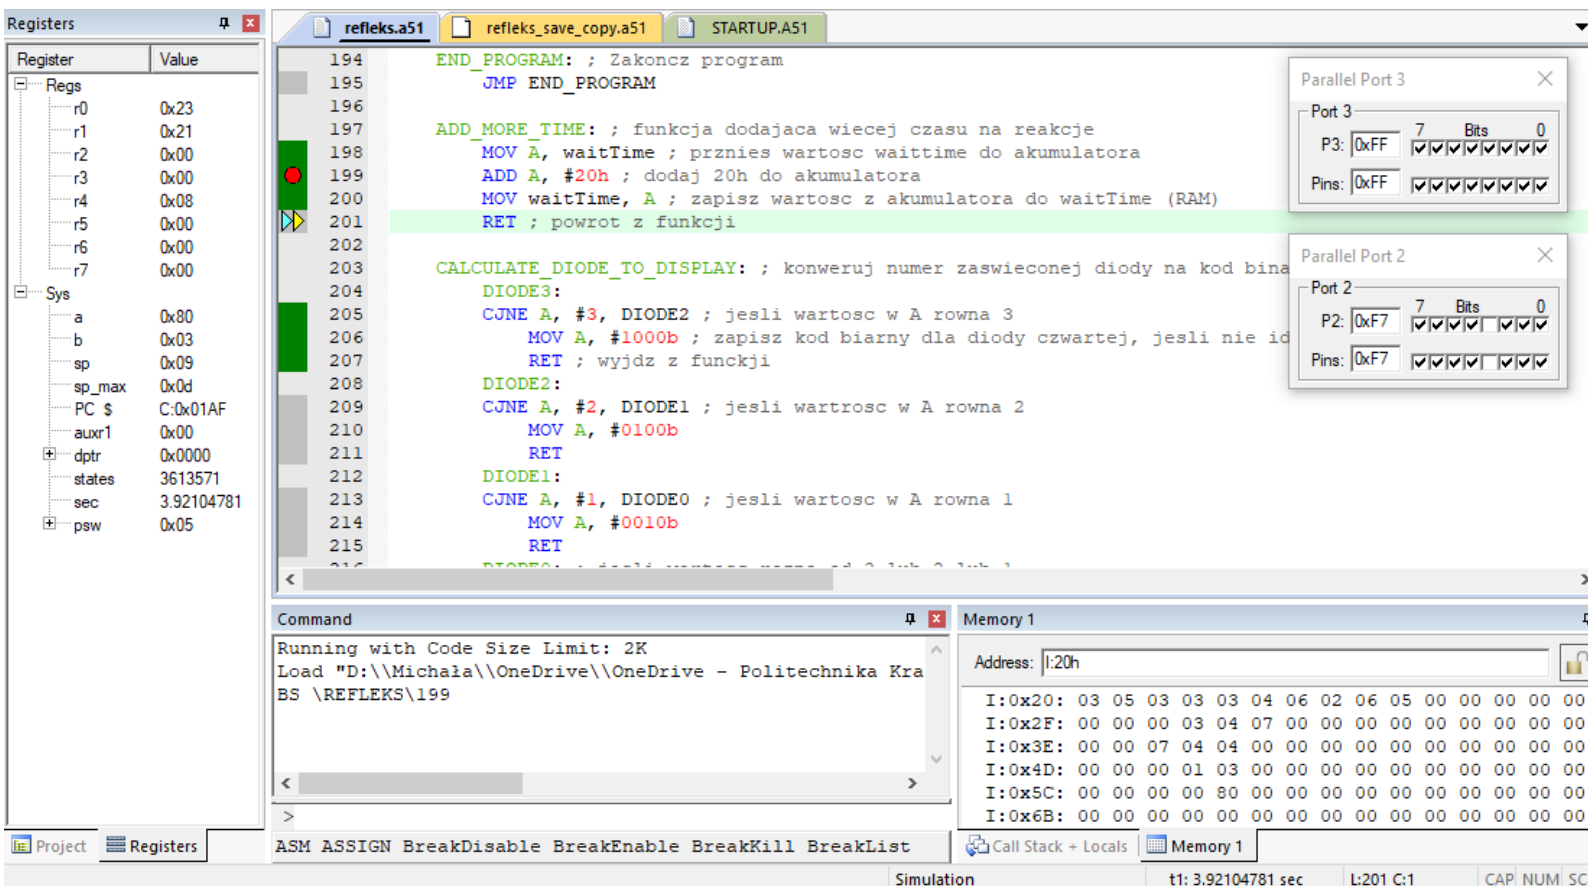 Registers
Register Value
Regs
r0 0x23
r1 0x21
r2 0x00
r3 0x00
r4 0x08
r5 0x00
r6 0x00
r7 0x00
Sys
a 0x80
b 0x03
sp 0x09
sp_max 0x0d
PC $ C:0x01AF
auxr1 0x00
dptr 0x0000
states 3613571
sec 3.92104781
psw 0x05
Project Registers
refleks.a51 refleks_save_copy.a51 STARTUP.A51
194 END_PROGRAM: ; Zakoncz program
195 JMP END_PROGRAM
196
197 ADD_MORE_TIME: ; funkcja dodajaca wiecej czasu na reakcje
198 MOV A, waitTime ; prznies wartosc waittime do akumulatora
199 ADD A, #20h ; dodaj 20h do akumulatora
200 MOV waitTime, A ; zapisz wartosc z akumulatora do waitTime (RAM)
201 RET ; powrot z funkcji
202
203 CALCULATE_DIODE_TO_DISPLAY: ; konweruj numer zaswieconej diody na kod bina
204 DIODE3:
205 CJNE A, #3, DIODE2 ; jesli wartosc w A rowna 3
206 MOV A, #1000b ; zapisz kod biarny dla diody czwartej, jesli nie id
207 RET ; wyjdz z funckji
208 DIODE2:
209 CJNE A, #2, DIODE1 ; jesli wartrosc w A rowna 2
210 MOV A, #0100b
211 RET
212 DIODE1:
213 CJNE A, #1, DIODE0 ; jesli wartosc w A rowna 1
214 MOV A, #0010b
215 RET
Parallel Port 3
Port 3
7 Bits 0
P3: 0xFF
Pins: 0xFF
Parallel Port 2
Port 2
7 Bits 0
P2: 0xF7
Pins: 0xF7
Command
Running with Code Size Limit: 2K
Load "D:\\Michała\\OneDrive\\OneDrive - Politechnika Kra
BS \REFLEKS\199
>
ASM ASSIGN BreakDisable BreakEnable BreakKill BreakList
Memory 1
Address: I:20h
I:0x20: 03 05 03 03 03 04 06 02 06 05 00 00 00 00 00
I:0x2F: 00 00 00 03 04 07 00 00 00 00 00 00 00 00 00
I:0x3E: 00 00 07 04 04 00 00 00 00 00 00 00 00 00 00
I:0x4D: 00 00 00 01 03 00 00 00 00 00 00 00 00 00 00
I:0x5C: 00 00 00 00 80 00 00 00 00 00 00 00 00 00 00
I:0x6B: 00 00 00 00 00 00 00 00 00 00 00 00 00 00 00
Call Stack + Locals Memory 1
Simulation t1: 3.92104781 sec L:201 C:1 CAP NUM SC